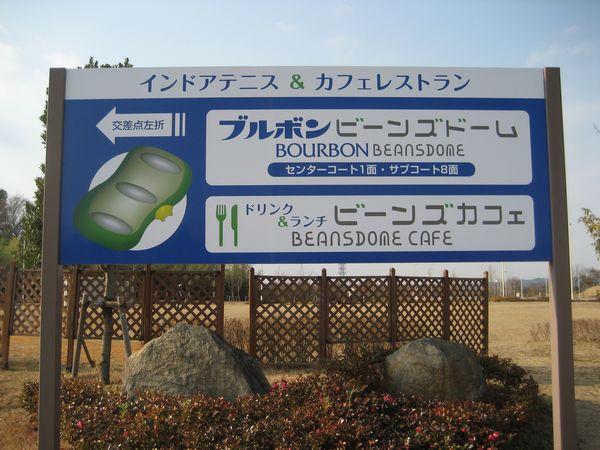 インドアテニス & カフェレストラン
交差点左折
ブルボン ビーンズドーム
BOURBON BEANSDOME
センターコート1面・サブコート8面
ドリンク&ランチ ビーンズカフェ
BEANSDOME CAFE